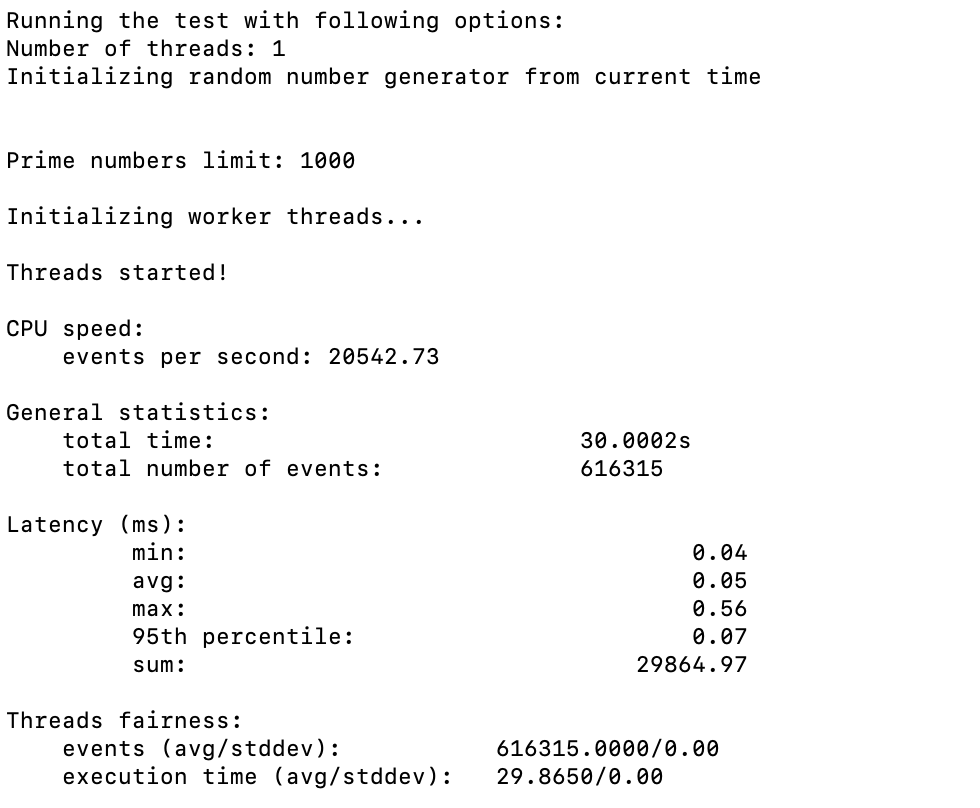 Running the test with following options:
Number of threads: 1
Initializing random number generator from current time
Prime numbers limit: 1000
Initializing worker threads...
Threads started!
CPU speed:
events per second: 20542.73
General statistics:
total time: 30.0002s
total number of events: 616315
Latency (ms):
min: 0.04
avg: 0.05
max: 0.56
95th percentile: 0.07
sum: 29864.97
Threads fairness:
events (avg/stddev): 616315.0000/0.00
execution time (avg/stddev): 29.8650/0.00